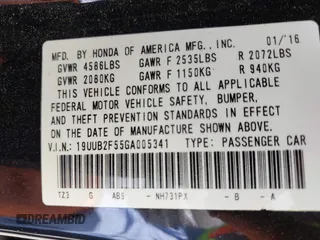 MFD. BY HONDA OF AMERICA MFG., INC. 01/'16
GVWR 4586LBS GAWR F 2535LBS R 2072LBS
GVWR 2080KG GAWR F 1150KG R 940KG
THIS VEHICLE CONFORMS TO ALL APPLICABLE
FEDERAL MOTOR VEHICLE SAFETY, BUMPER,
AND THEFT PREVENTION STANDARDS IN EFFECT
ON THE DATE OF MANUFACTURE SHOWN ABOVE.
V.I.N.: 19UUB2F55GA005341 TYPE: PASSENGER CAR
TZ3 G ABS - NH731PX - B - A
DREAMBID